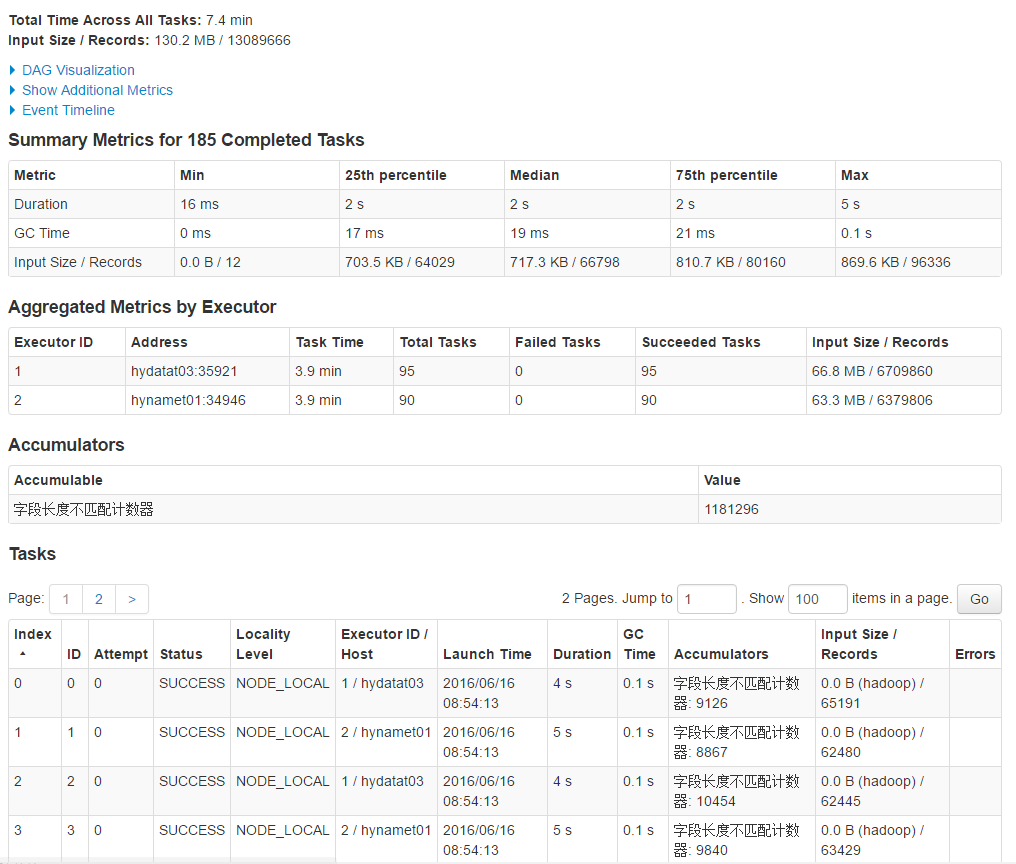 Total Time Across All Tasks: 7.4 min
Input Size / Records: 130.2 MB / 13089666
DAG Visualization
Show Additional Metrics
Event Timeline
Summary Metrics for 185 Completed Tasks
Metric Min 25th percentile Median 75th percentile Max
Duration 16 ms 2 s 2 s 2 s 5 s
GC Time 0 ms 17 ms 19 ms 21 ms 0.1 s
Input Size / Records 0.0 B / 12 703.5 KB / 64029 717.3 KB / 66798 810.7 KB / 80160 869.6 KB / 96336
Aggregated Metrics by Executor
Executor ID Address Task Time Total Tasks Failed Tasks Succeeded Tasks Input Size / Records
1 hydatat03:35921 3.9 min 95 0 95 66.8 MB / 6709860
2 hynamet01:34946 3.9 min 90 0 90 63.3 MB / 6379806
Accumulators
Accumulable Value
字段长度不匹配计数器 1181296
Tasks
Page: 1 2 > 2 Pages. Jump to 1 . Show 100 items in a page. Go
Index ID Attempt Status Locality Level Executor ID / Host Launch Time Duration GC Time Accumulators Input Size / Records Errors
0 0 0 SUCCESS NODE_LOCAL 1 / hydatat03 2016/06/16 08:54:13 4 s 0.1 s 字段长度不匹配计数器: 9126 0.0 B (hadoop) / 65191
1 1 0 SUCCESS NODE_LOCAL 2 / hynamet01 2016/06/16 08:54:13 5 s 0.1 s 字段长度不匹配计数器: 8867 0.0 B (hadoop) / 62480
2 2 0 SUCCESS NODE_LOCAL 1 / hydatat03 2016/06/16 08:54:13 4 s 0.1 s 字段长度不匹配计数器: 10454 0.0 B (hadoop) / 62445
3 3 0 SUCCESS NODE_LOCAL 2 / hynamet01 2016/06/16 08:54:13 5 s 0.1 s 字段长度不匹配计数器: 9840 0.0 B (hadoop) / 63429